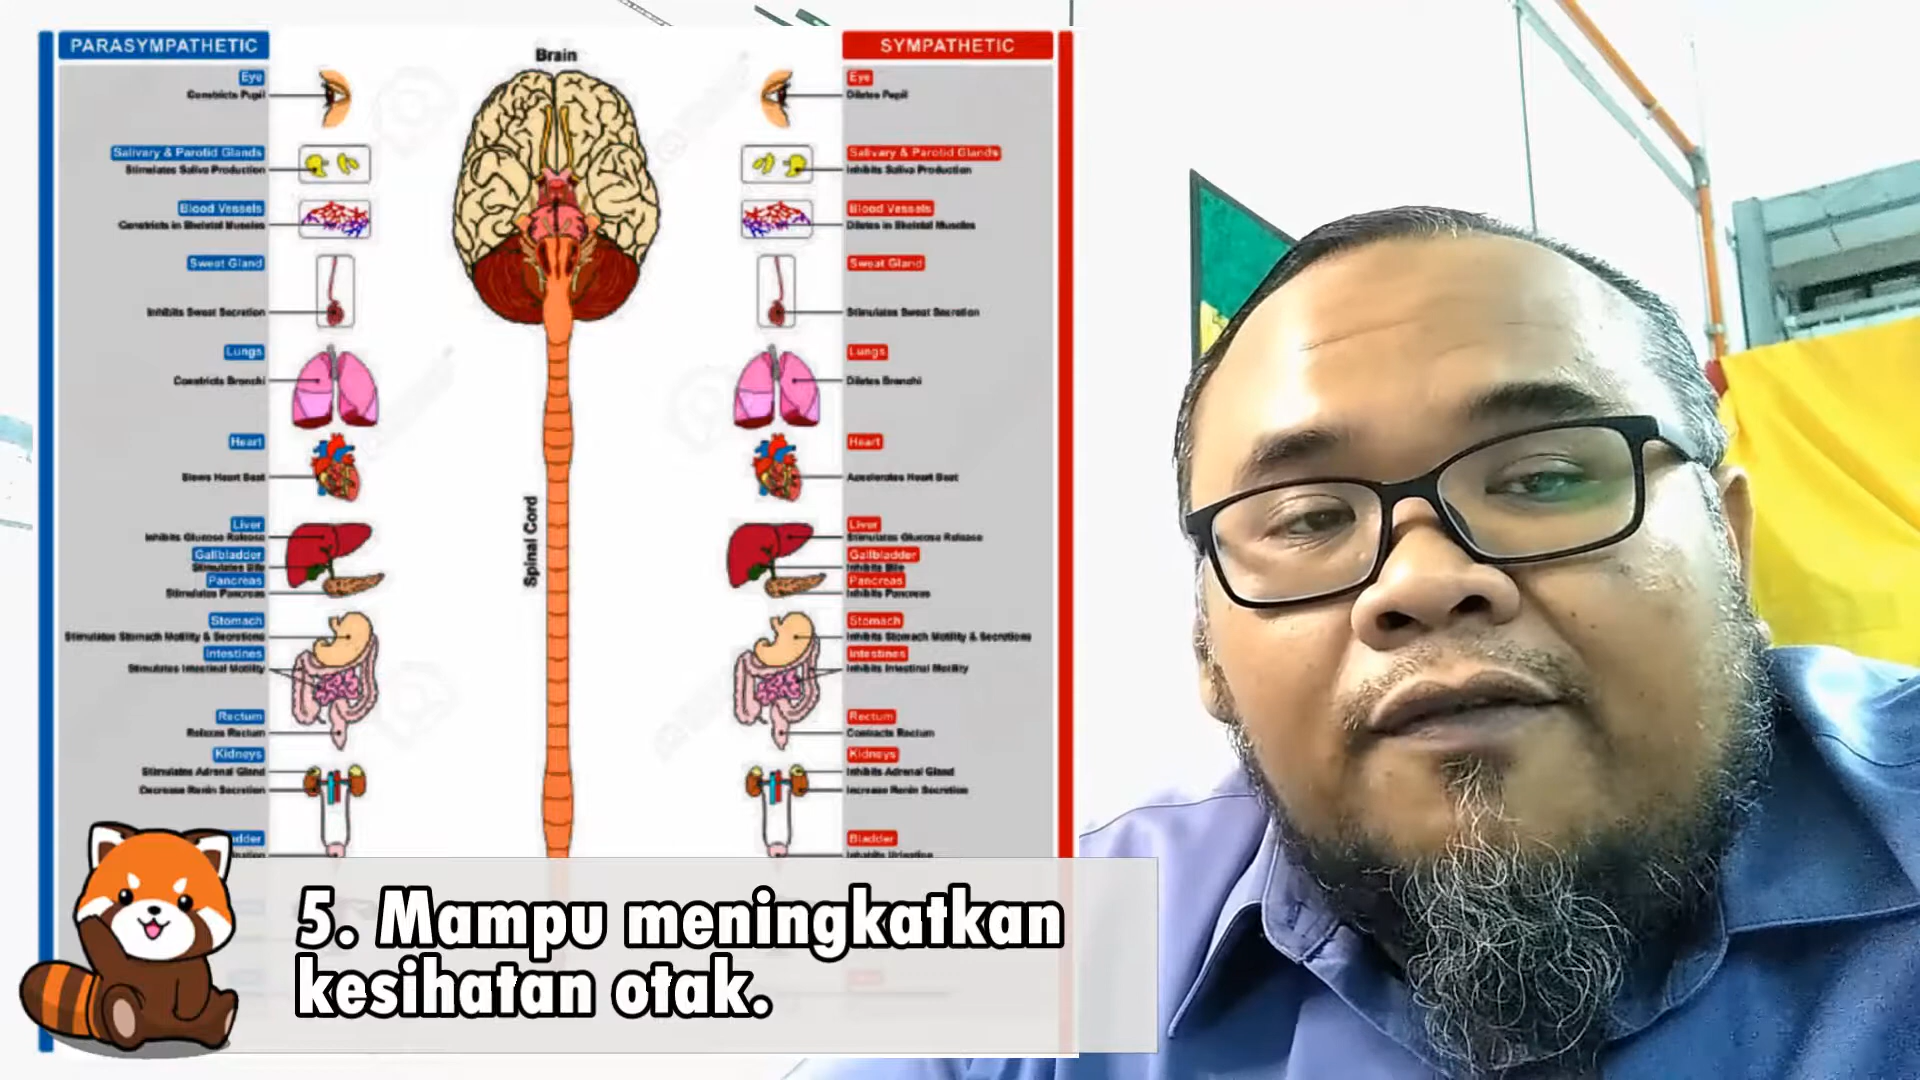 PARASYMPATHETIC
Brain
SYMPATHETIC
Eye
Constricts Pupil
Eye
Dilates Pupil
Salivary & Parotid Glands
Stimulates Saliva Production
Salivary & Parotid Glands
Inhibits Saliva Production
Blood Vessels
Constricts in Skeletal Muscles
Blood Vessels
Dilates in Skeletal Muscles
Sweat Gland
Inhibits Sweat Secretion
Sweat Gland
Stimulates Sweat Secretion
Lungs
Constricts Bronchi
Lungs
Dilates Bronchi
Heart
Slows Heart Beat
Heart
Accelerates Heart Beat
Spinal Cord
Liver
Inhibits Glucose Release
Gallbladder
Stimulates Bile
Pancreas
Stimulates Pancreas
Liver
Stimulates Glucose Release
Gallbladder
Inhibits Bile
Pancreas
Inhibits Pancreas
Stomach
Stimulates Stomach Motility & Secretions
Intestines
Stimulates Intestinal Motility
Stomach
Inhibits Stomach Motility & Secretions
Intestines
Inhibits Intestinal Motility
Rectum
Relaxes Rectum
Rectum
Contracts Rectum
Kidneys
Stimulates Adrenal Gland
Decrease Renin Secretion
Kidneys
Inhibits Adrenal Gland
Increase Renin Secretion
Bladder
5. Mampu meningkatkan
kesihatan otak.